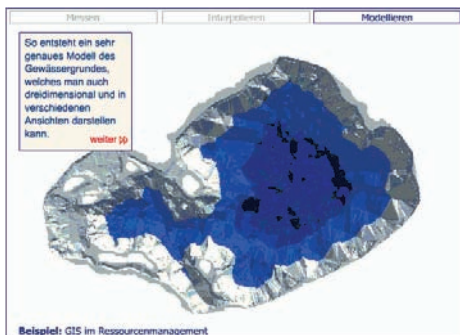 Messen Interpolieren Modellieren
So entsteht ein sehr
genaues Modell des
Gewässergrundes,
welches man auch
dreidimensional und in
verschiedenen
Ansichten darstellen
kann.
weiter
Beispiel: GIS im Ressourcenmanagement